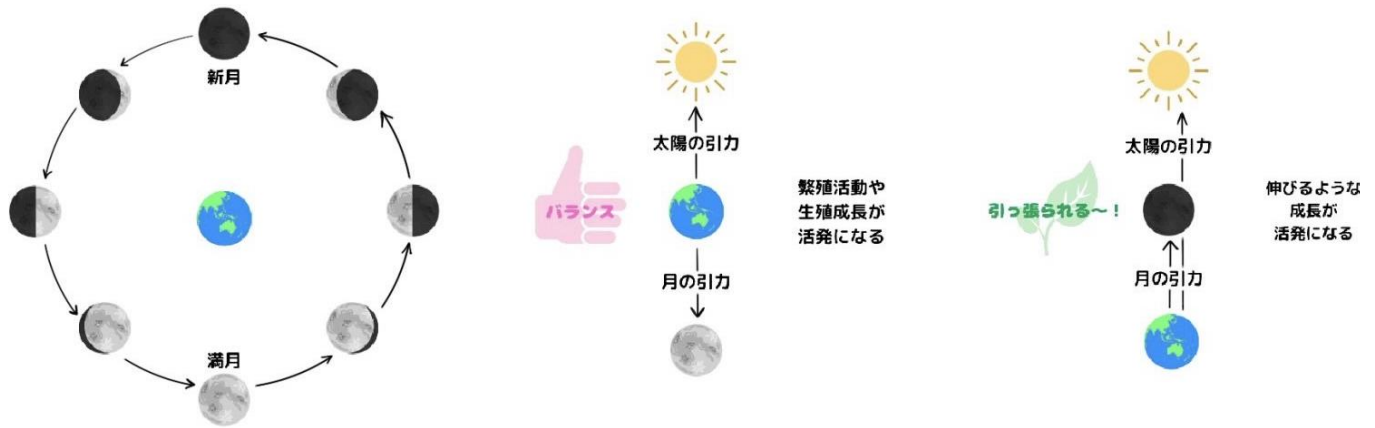 新月
満月
太陽の引力
バランス
月の引力
繁殖活動や
生殖成長が
活発になる
太陽の引力
引っ張られる～！
月の引力
伸びるような
成長が
活発になる